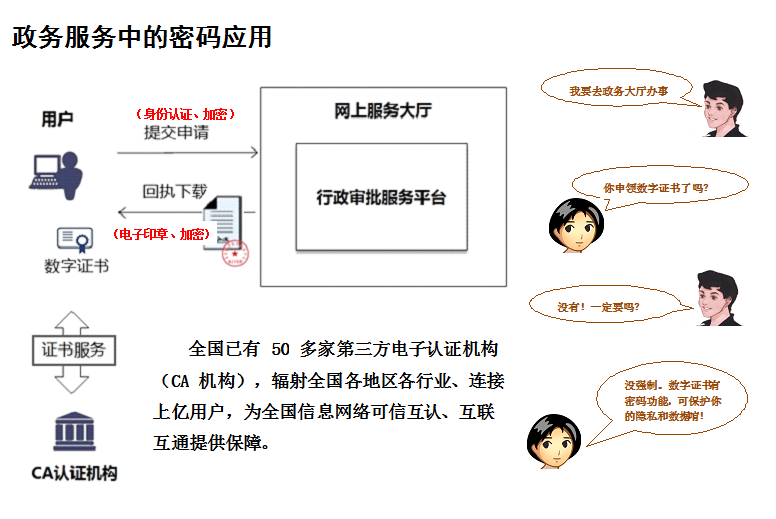 政务服务中的密码应用
用户
（身份认证、加密）
提交申请
回执下载
（电子印章、加密）
数字证书
网上服务大厅
行政审批服务平台
证书服务
CA认证机构
全国已有 50 多家第三方电子认证机构
（CA 机构），辐射全国各地区各行业、连接
上亿用户，为全国信息网络可信互认、互联
互通提供保障。
我要去政务大厅办事
你申领数字证书了吗？
没有！一定要吗？
没强制。数字证书有
密码功能，可保护你
的隐私和数据哨！